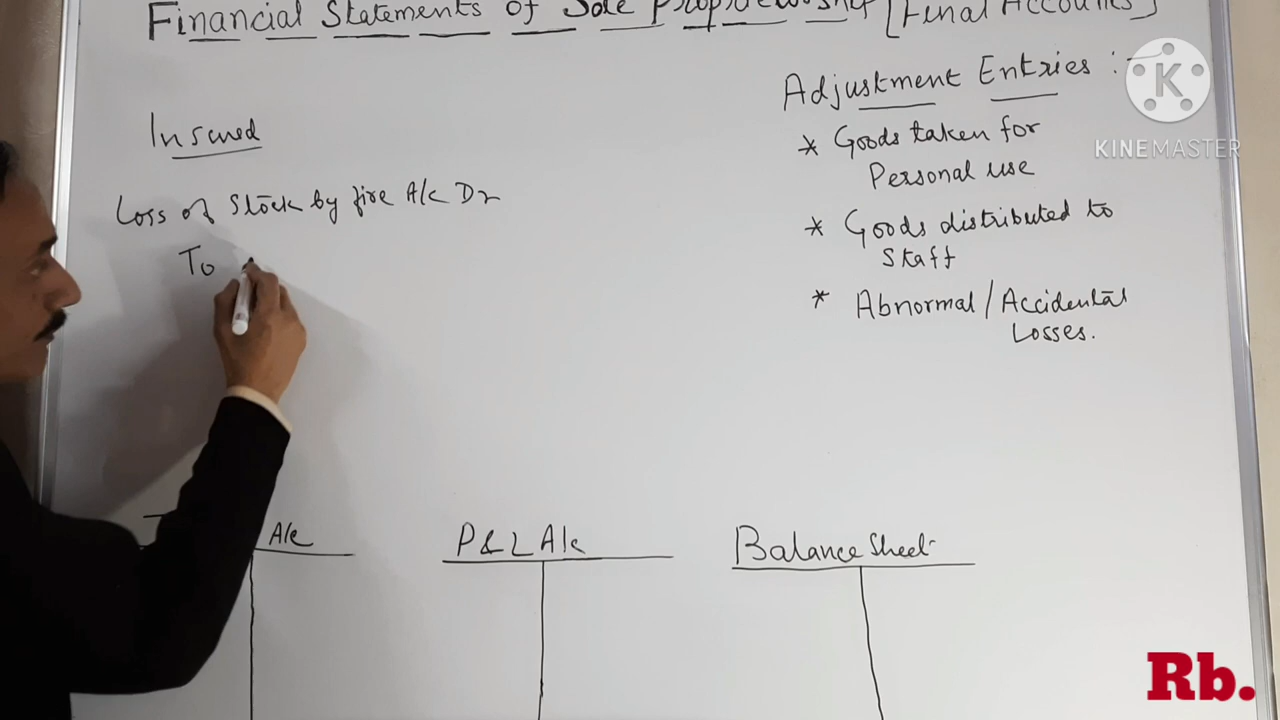 Financial Statements of Sole Proprietorship [Final Accounts]
Adjustment Entries :-
* Goods taken for
Personal use
* Goods distributed to
Staff
* Abnormal / Accidental
Losses.
Insured
Loss of Stock by fire A/c Dr
To
A/c
P & L A/c
Balance Sheet
K
KINEMASTER
Rb.